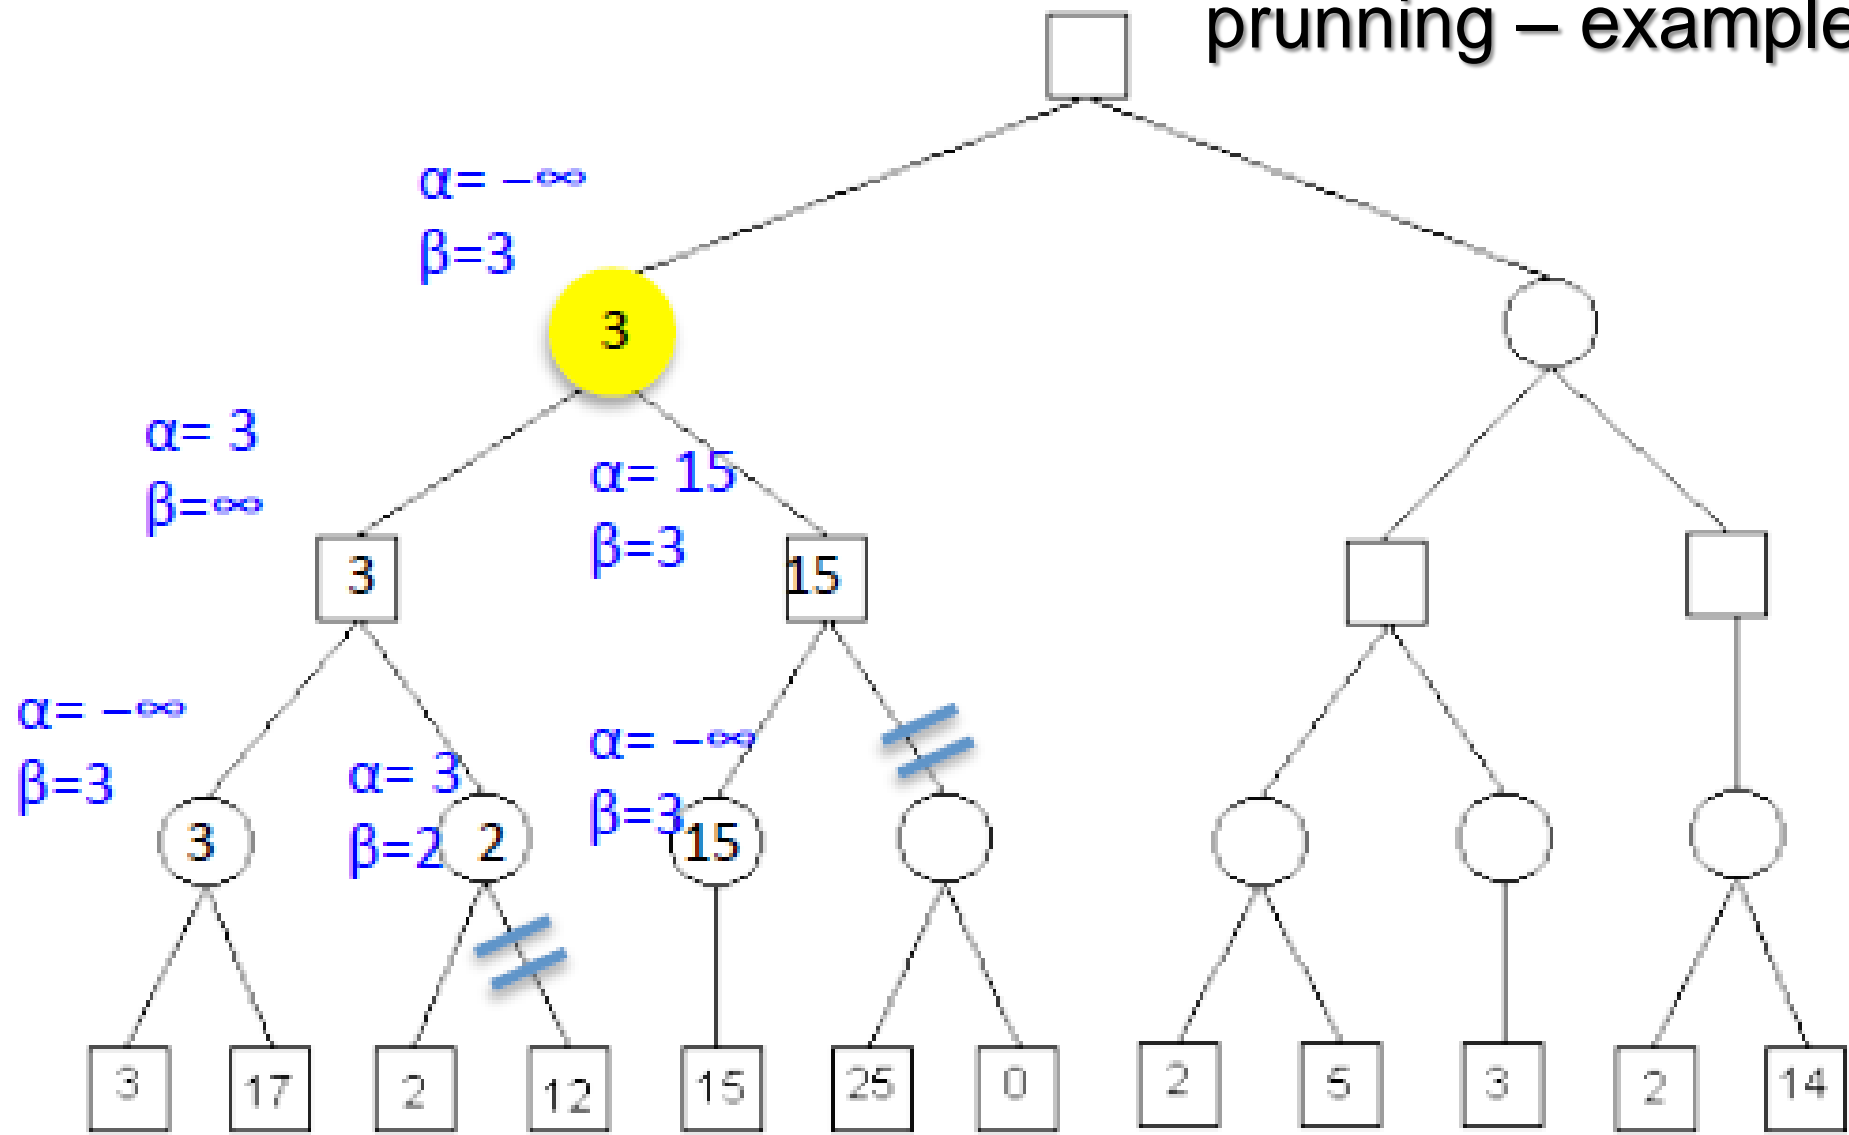 prunning – example
α= −∞
β=3
3
α= 3
β=∞
α= 15
β=3
3
15
α= −∞
β=3
α= 3
β=2
α= −∞
β=3
3
2
15
3
17
2
12
15
25
0
2
5
3
2
14